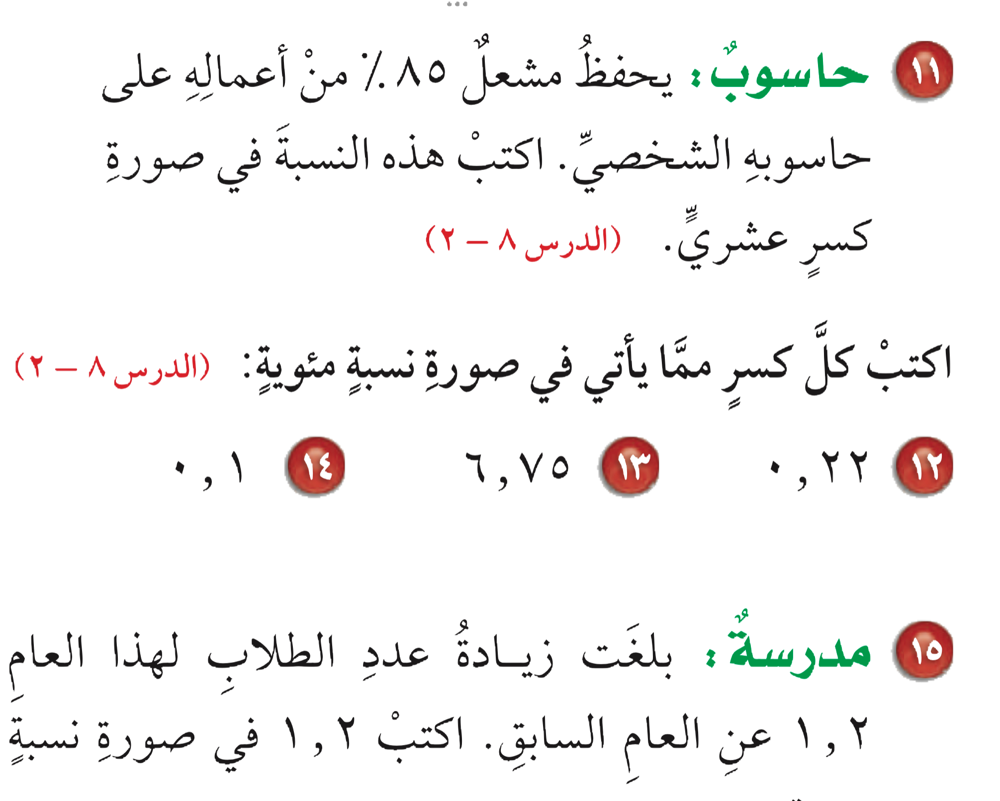 ١١ حاسوبٌ: يحفظُ مشعلٌ ٨٥٪ منْ أعمالِهِ على
حاسوبهِ الشخصيِّ. اكتبْ هذه النسبةَ في صورةِ
كسرٍ عشريٍّ. (الدرس ٨ – ٢)
اكتبْ كلَّ كسرٍ ممَّا يأتي في صورةِ نسبةٍ مئويةٍ: (الدرس ٨ – ٢)
١٢ ٠,٢٢ ١٣ ٦,٧٥ ١٤ ٠,١
١٥ مدرسةٌ: بلغَت زيـادةُ عددِ الطلابِ لهذا العامِ
١,٢ عنِ العامِ السابقِ. اكتبْ ١,٢ في صورةِ نسبةٍ